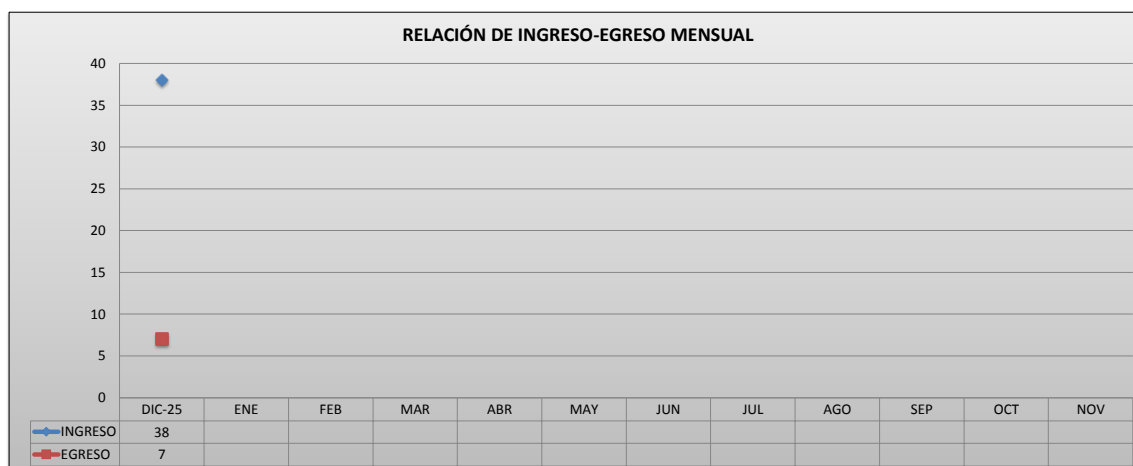 RELACIÓN DE INGRESO-EGRESO MENSUAL
40
35
30
25
20
15
10
5
0
DIC-25 ENE FEB MAR ABR MAY JUN JUL AGO SEP OCT NOV
INGRESO 38
EGRESO 7